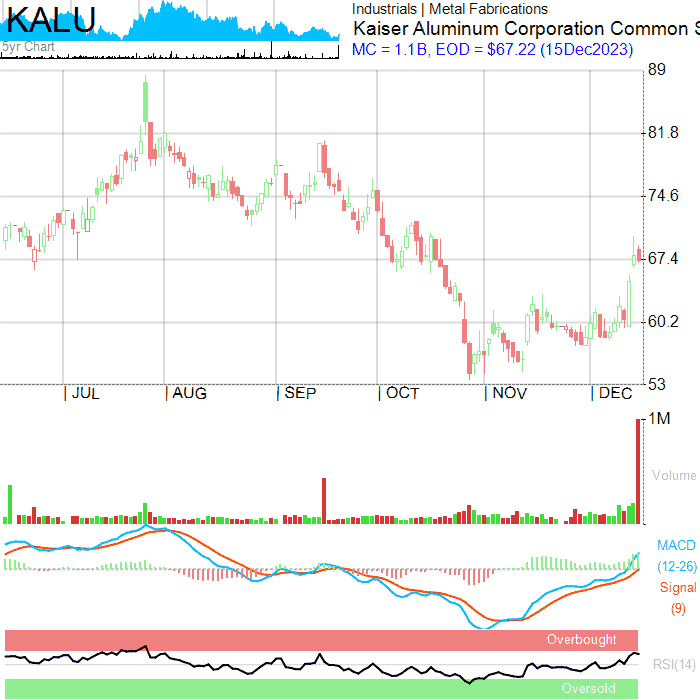 KALU
5yr Chart
Industrials | Metal Fabrications
Kaiser Aluminum Corporation Common S
MC = 1.1B, EOD = $67.22 (15Dec2023)
89
81.8
74.6
67.4
60.2
53
| JUL | AUG | SEP | OCT | NOV | DEC
1M
Volume
MACD
(12-26)
Signal
(9)
Overbought
RSI(14)
Oversold